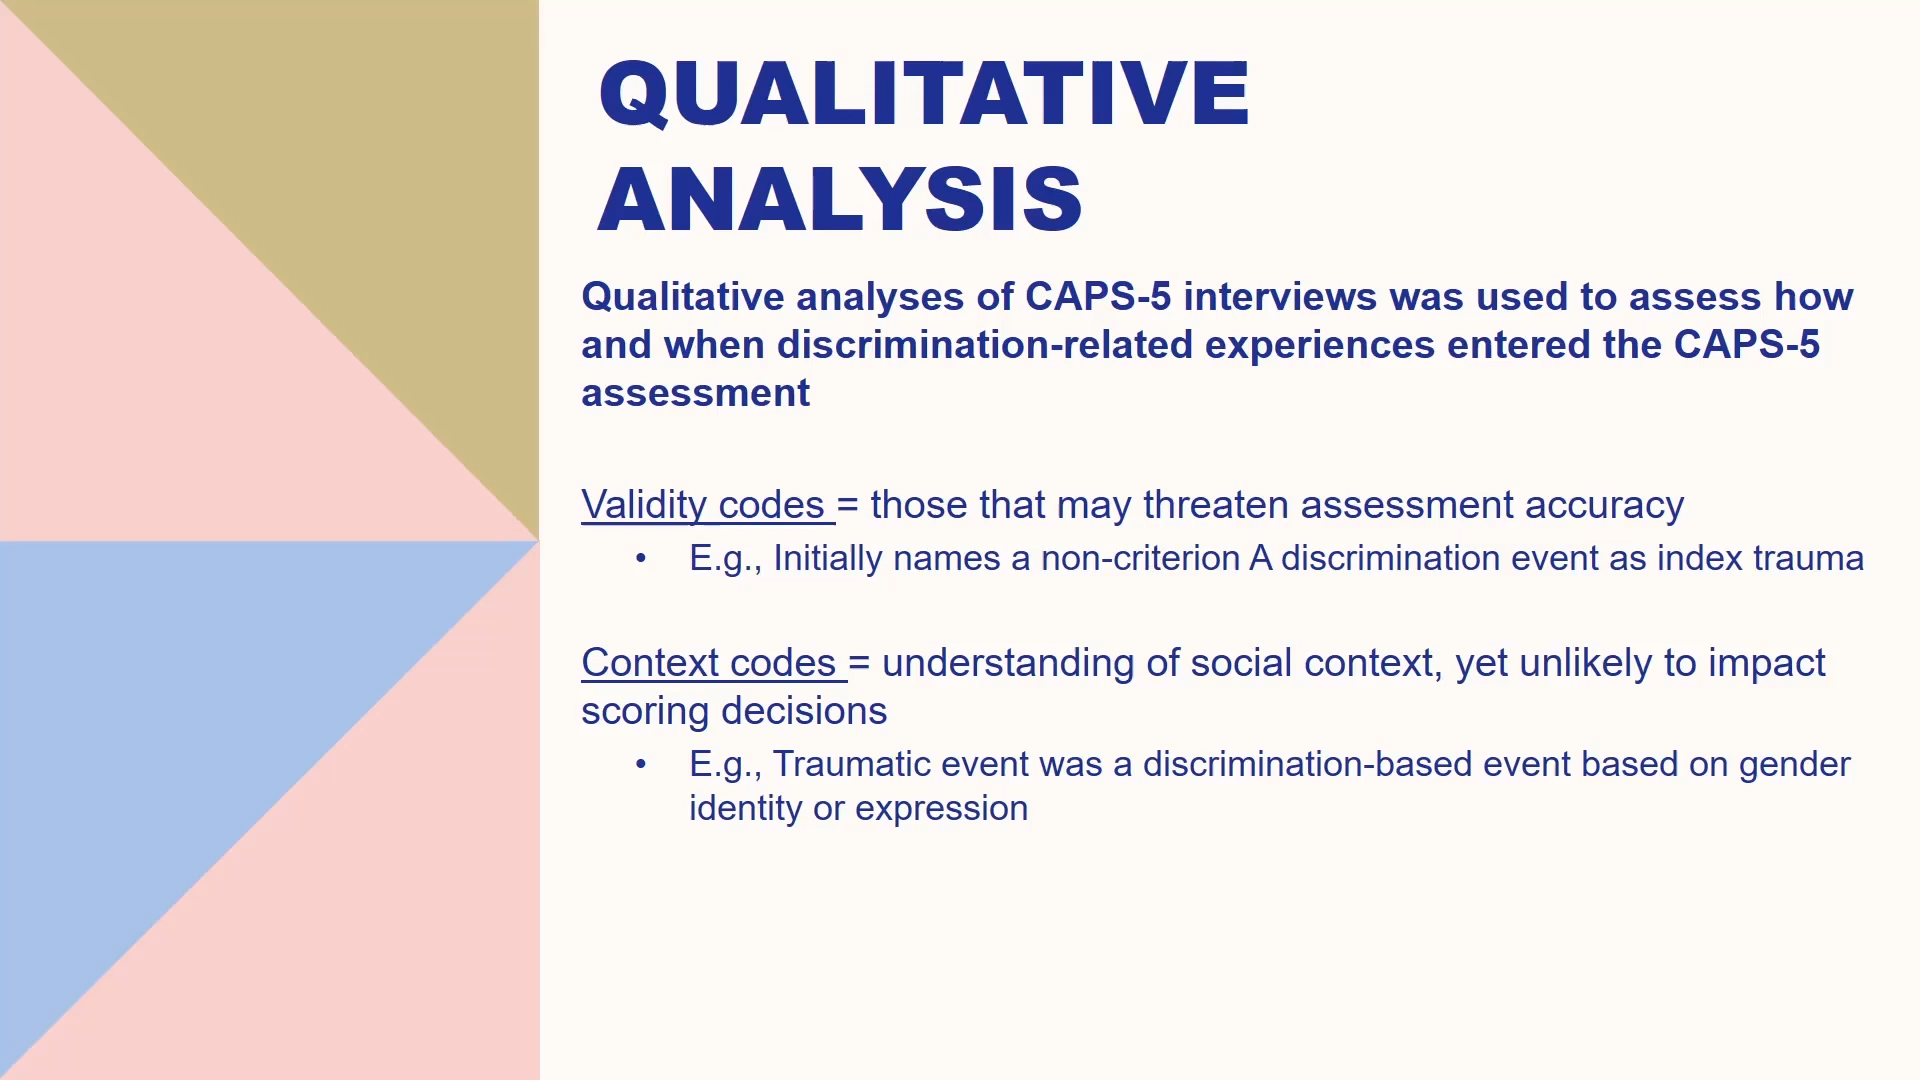 QUALITATIVE
ANALYSIS
Qualitative analyses of CAPS-5 interviews was used to assess how
and when discrimination-related experiences entered the CAPS-5
assessment
Validity codes = those that may threaten assessment accuracy
• E.g., Initially names a non-criterion A discrimination event as index trauma
Context codes = understanding of social context, yet unlikely to impact
scoring decisions
• E.g., Traumatic event was a discrimination-based event based on gender
identity or expression